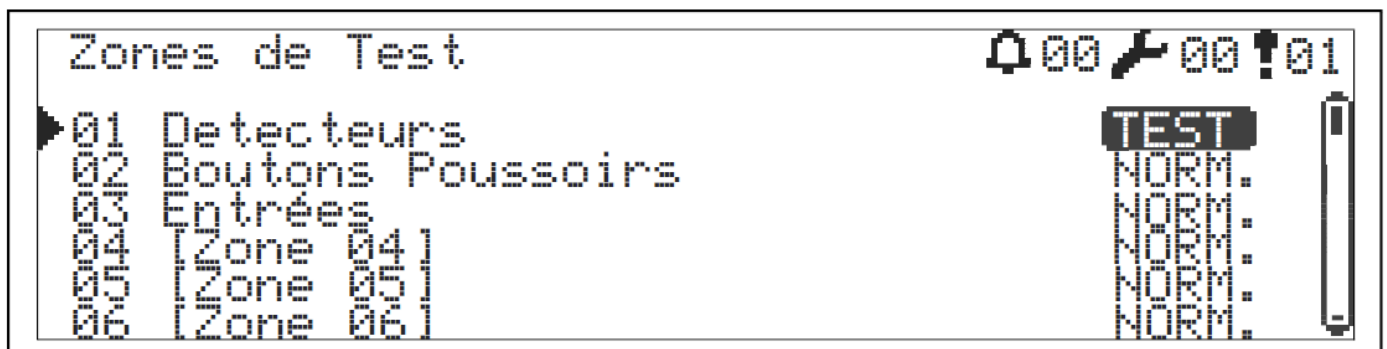 Zones de Test 00 00 01
01 Detecteurs TEST
02 Boutons Poussoirs NORM.
03 Entrées NORM.
04 [Zone 04] NORM.
05 [Zone 05] NORM.
06 [Zone 06] NORM.